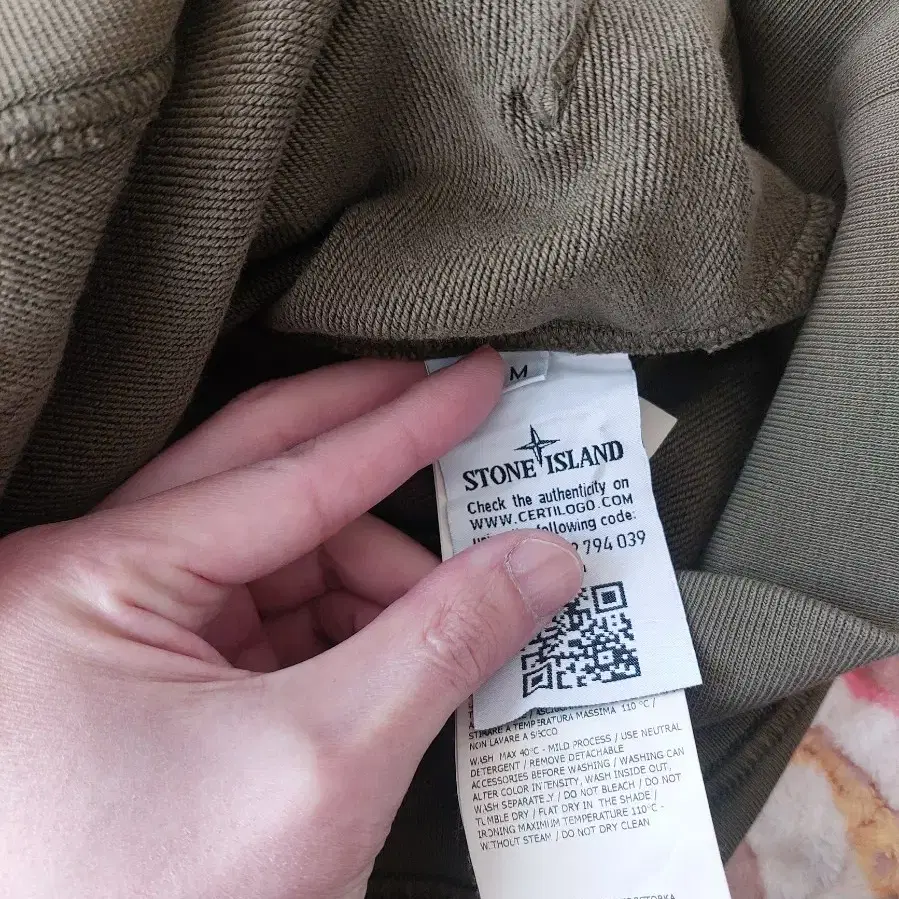 M
STONE ISLAND
Check the authenticity on
WWW.CERTILOGO.COM
following code:
794 039
STIRARE A TEMPERATURA MASSIMA 110 °C /
NON LAVARE A SECCO
WASH MAX 40°C - MILD PROCESS / USE NEUTRAL
DETERGENT / REMOVE DETACHABLE
ACCESSORIES BEFORE WASHING / WASHING CAN
ALTER COLOR INTENSITY, WASH INSIDE OUT,
WASH SEPARATELY / DO NOT BLEACH / DO NOT
TUMBLE DRY / FLAT DRY IN THE SHADE /
IRONING MAXIMUM TEMPERATURE 110°C -
WITHOUT STEAM / DO NOT DRY CLEAN